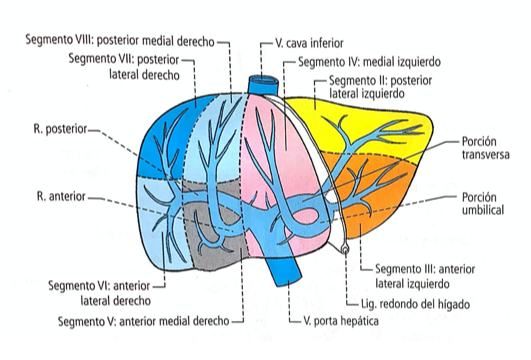 Segmento VIII: posterior medial derecho
Segmento VII: posterior
lateral derecho
R. posterior
R. anterior
Segmento VI: anterior
lateral derecho
Segmento V: anterior medial derecho
V. cava inferior
Segmento IV: medial izquierdo
Segmento II: posterior
lateral izquierdo
Porción
transversa
Porción
umbilical
Segmento III: anterior
lateral izquierdo
Lig. redondo del hígado
V. porta hepática